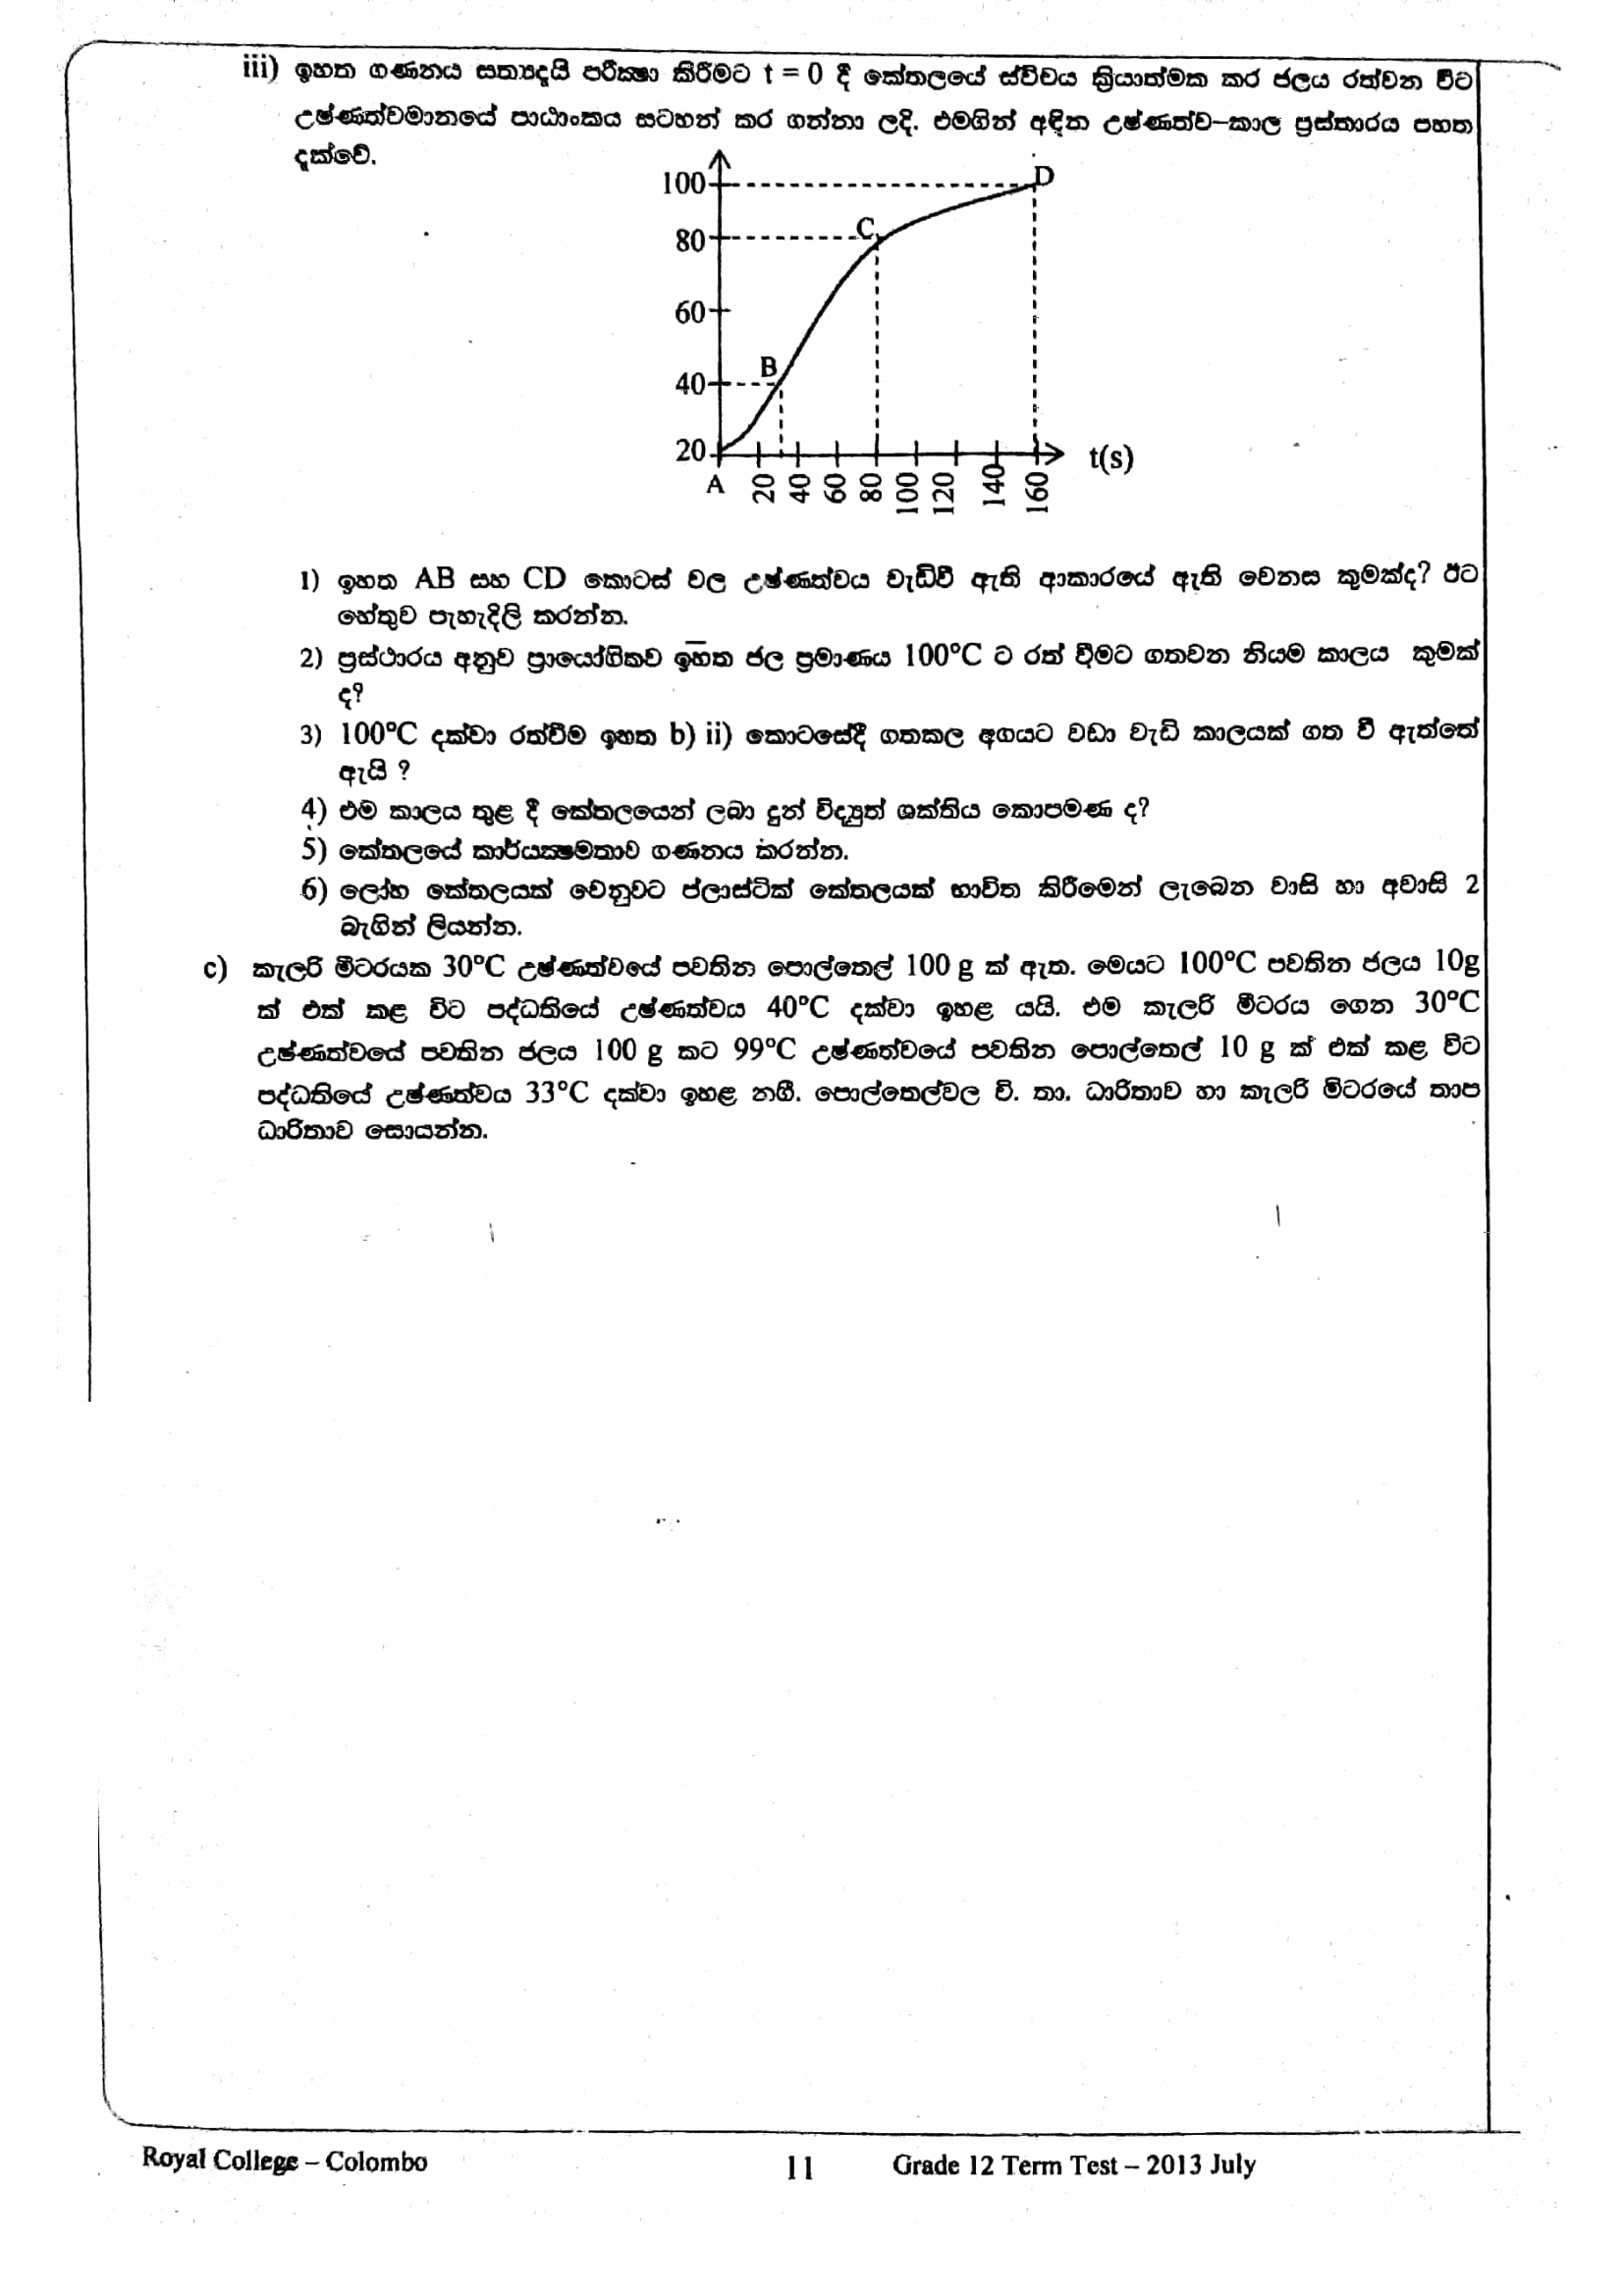 iii) ඉහත ගණනය සත්‍යදැයි පරීක්‍ෂා කිරීමට t = 0 දී කේතලයේ ස්විචය ක්‍රියාත්මක කර ජලය රත්වන විට
උෂ්ණත්වමානයේ පාඨාංකය සටහන් කර ගන්නා ලදි. එමගින් අඳින උෂ්ණත්ව–කාල ප්‍රස්තාරය පහත
දැක්වේ.
100
D
80
C
60
B
40
20
t(s)
A 20 40 60 80 100 120 140 160
1) ඉහත AB සහ CD කොටස් වල උෂ්ණත්වය වැඩිවී ඇති ආකාරයේ ඇති වෙනස කුමක්ද? ඊට
හේතුව පැහැදිලි කරන්න.
2) ප්‍රස්ථාරය අනුව ප්‍රායෝගිකව ඉහත ජල ප්‍රමාණය 100°C ට රත් වීමට ගතවන නියම කාලය කුමක්
ද?
3) 100°C දක්වා රත්වීම ඉහත b) ii) කොටසේදී ගතකල අගයට වඩා වැඩි කාලයක් ගත වී ඇත්තේ
ඇයි ?
4) එම කාලය තුළ දී කේතලයෙන් ලබා දුන් විද්‍යුත් ශක්තිය කොපමණ ද?
5) කේතලයේ කාර්යක්‍ෂමතාව ගණනය කරන්න.
6) ලෝහ කේතලයක් වෙනුවට ප්ලාස්ටික් කේතලයක් භාවිත කිරීමෙන් ලැබෙන වාසි හා අවාසි 2
බැගින් ලියන්න.
c) කැලරි මීටරයක 30°C උෂ්ණත්වයේ පවතින පොල්තෙල් 100 g ක් ඇත. මෙයට 100°C පවතින ජලය 10g
ක් එක් කළ විට පද්ධතියේ උෂ්ණත්වය 40°C දක්වා ඉහළ යයි. එම කැලරි මීටරය ගෙන 30°C
උෂ්ණත්වයේ පවතින ජලය 100 g කට 99°C උෂ්ණත්වයේ පවතින පොල්තෙල් 10 g ක් එක් කළ විට
පද්ධතියේ උෂ්ණත්වය 33°C දක්වා ඉහළ නගී. පොල්තෙල්වල වි. තා. ධාරිතාව හා කැලරි මීටරයේ තාප
ධාරිතාව සොයන්න.
Royal College – Colombo 11 Grade 12 Term Test – 2013 July